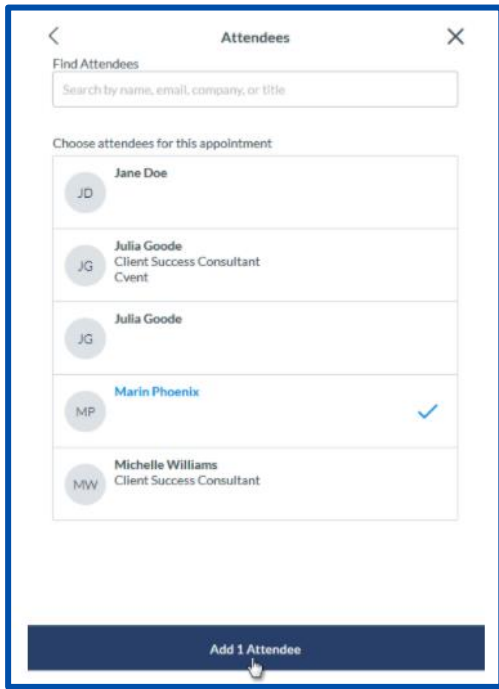 Attendees
Find Attendees
Search by name, email, company, or title
Choose attendees for this appointment
JD
Jane Doe
JG
Julia Goode
Client Success Consultant
Cvent
JG
Julia Goode
MP
Marin Phoenix
MW
Michelle Williams
Client Success Consultant
Add 1 Attendee